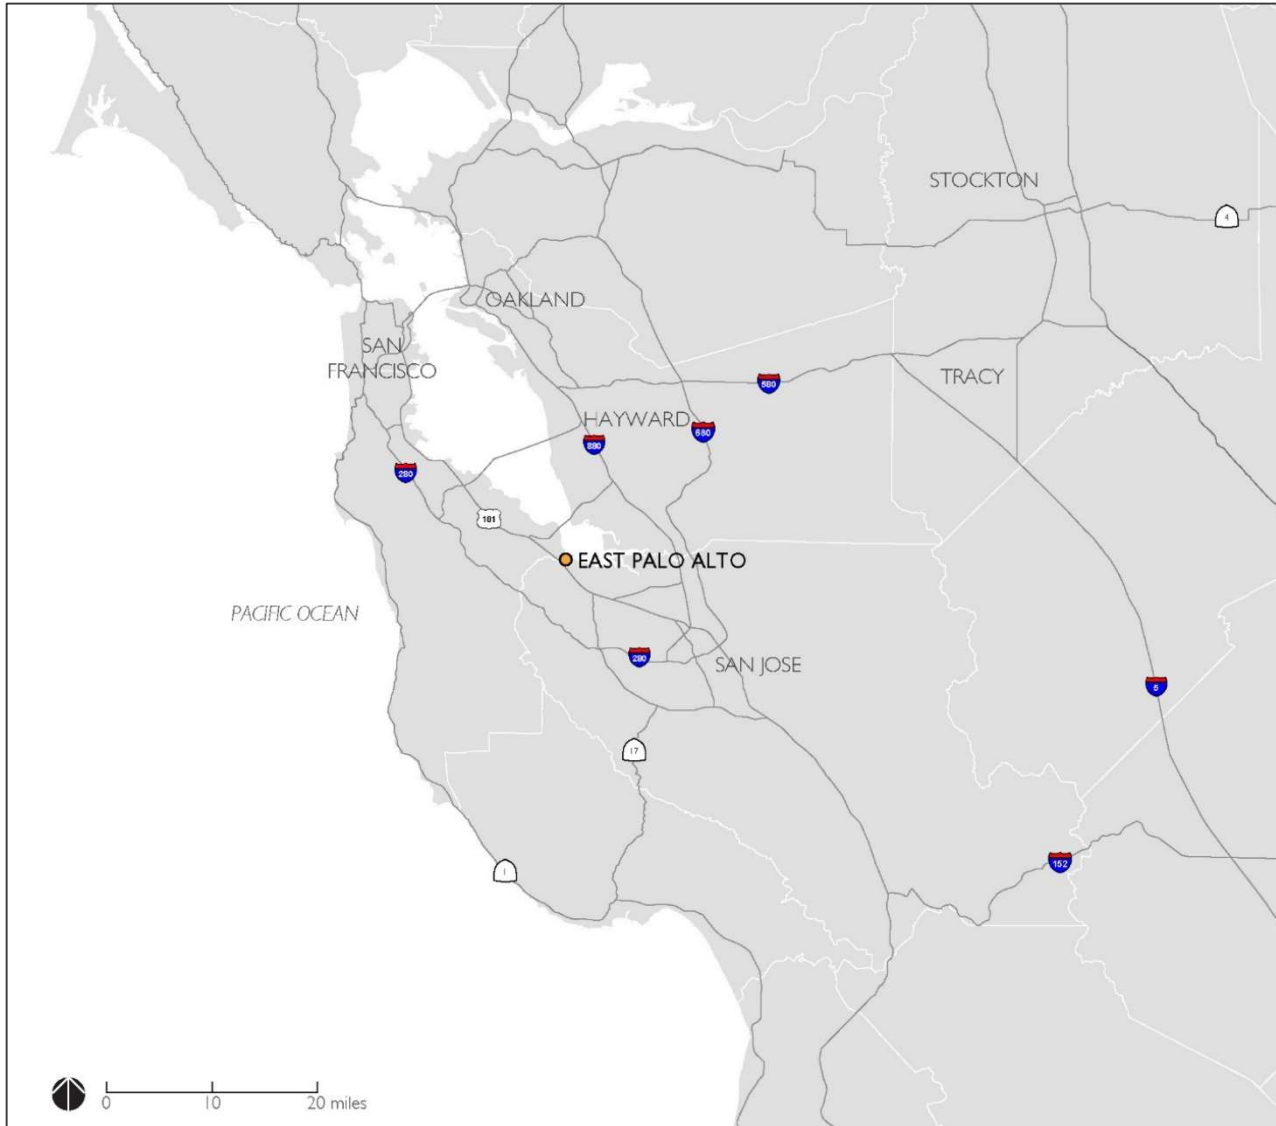 STOCKTON
4
OAKLAND
SAN
FRANCISCO
TRACY
580
HAYWARD
680
880
280
101
EAST PALO ALTO
PACIFIC OCEAN
280
SAN JOSE
5
17
152
1
0 10 20 miles